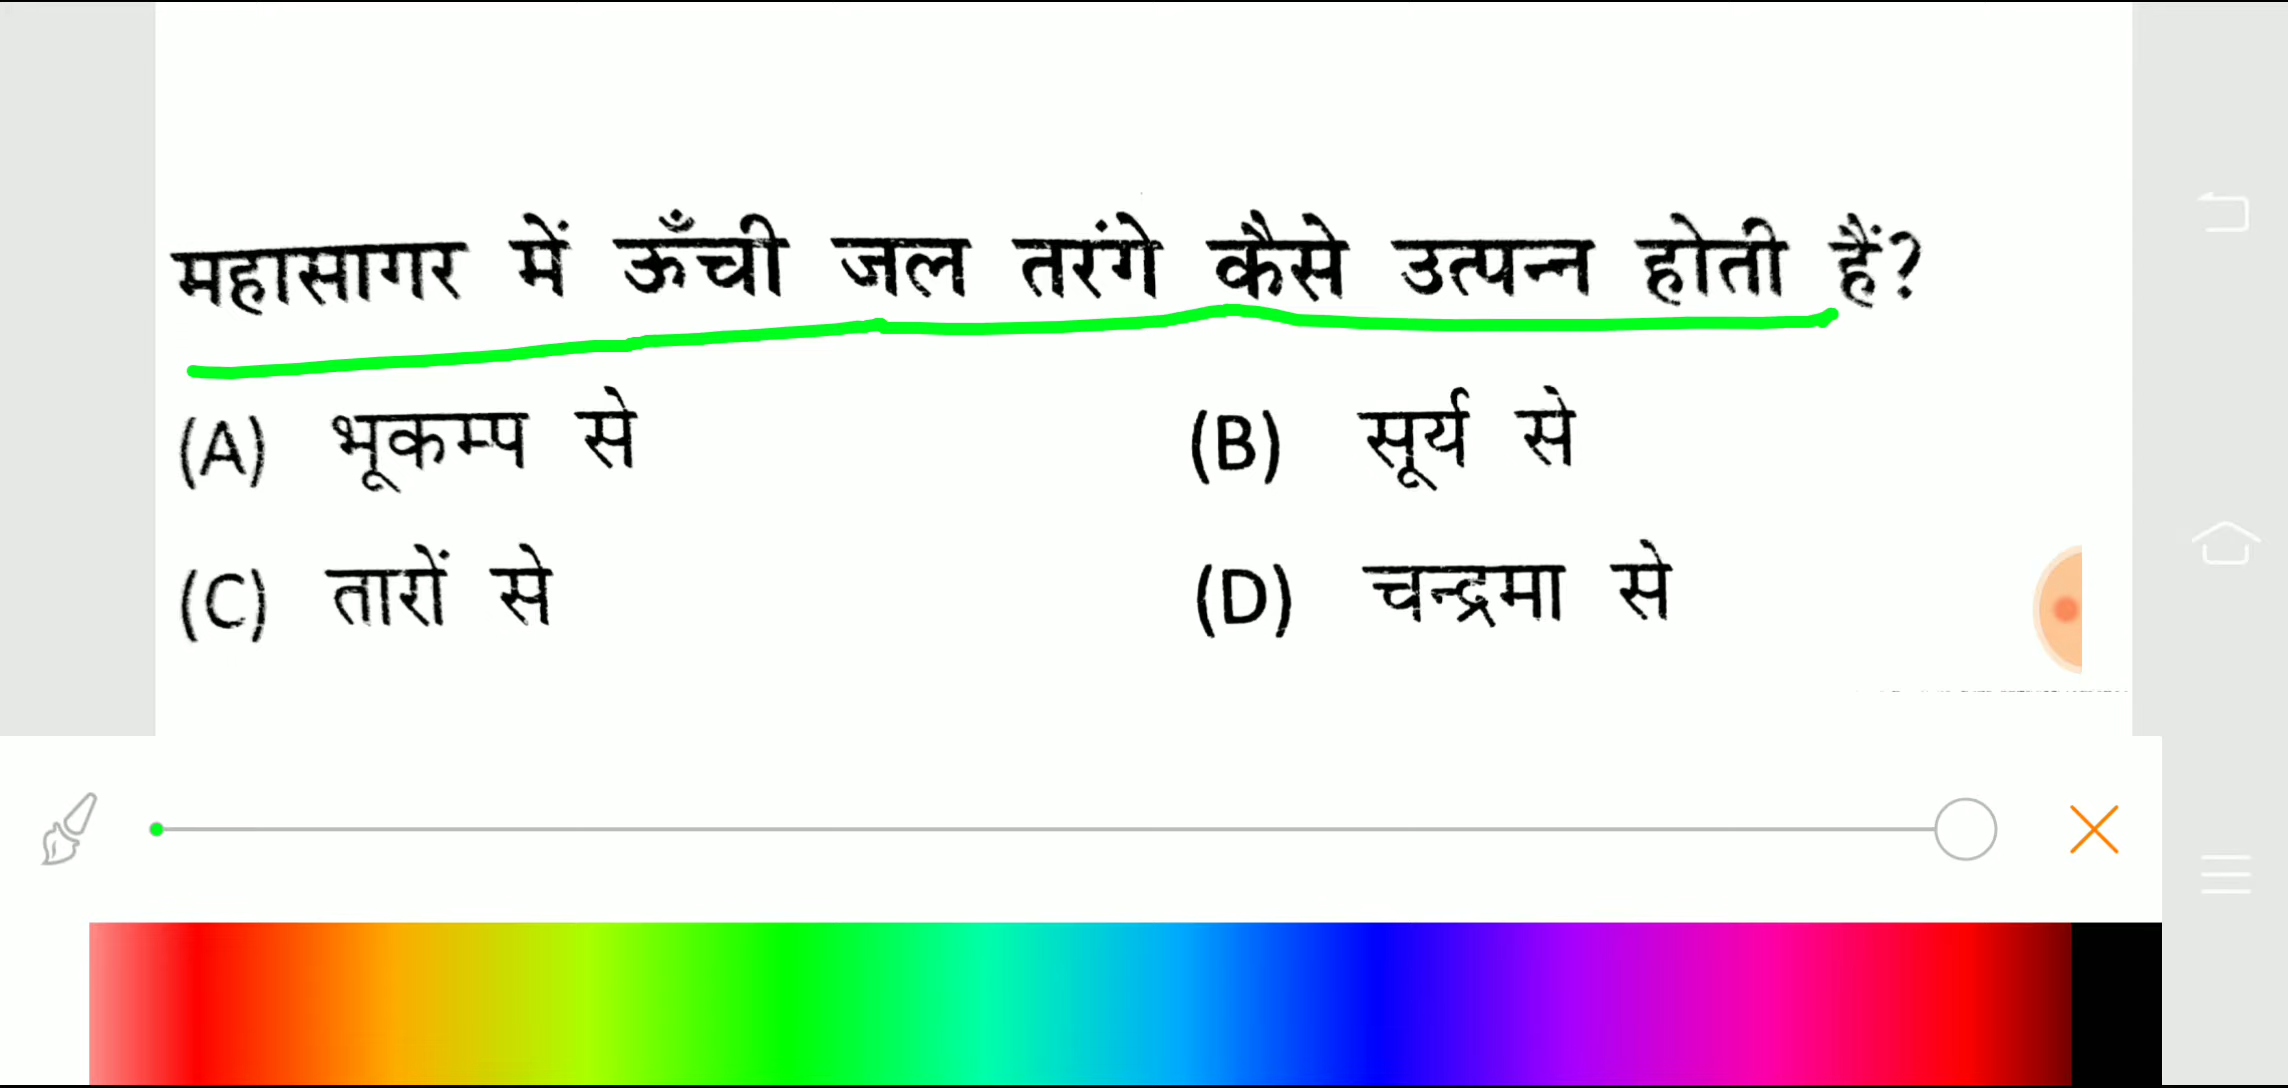 महासागर में ऊँची जल तरंगे कैसे उत्पन्न होती हैं?
(A) भूकम्प से (B) सूर्य से
(C) तारों से (D) चन्द्रमा से